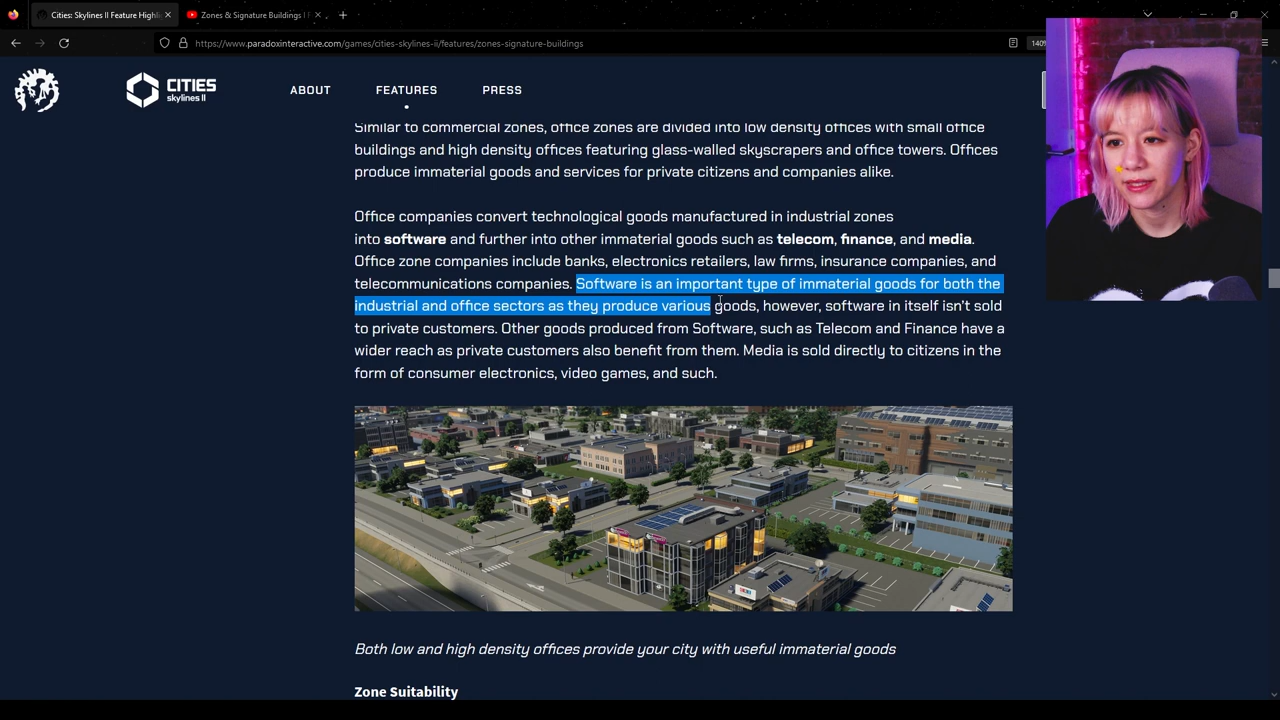 Cities: Skylines II Feature Highli
Zones & Signature Buildings | F
https://www.paradoxinteractive.com/games/cities-skylines-ii/features/zones-signature-buildings
140%
CITIES
skylines II
ABOUT
FEATURES
PRESS
Similar to commercial zones, office zones are divided into low density offices with small office
buildings and high density offices featuring glass-walled skyscrapers and office towers. Offices
produce immaterial goods and services for private citizens and companies alike.
Office companies convert technological goods manufactured in industrial zones
into software and further into other immaterial goods such as telecom, finance, and media.
Office zone companies include banks, electronics retailers, law firms, insurance companies, and
telecommunications companies. Software is an important type of immaterial goods for both the
industrial and office sectors as they produce various goods, however, software in itself isn't sold
to private customers. Other goods produced from Software, such as Telecom and Finance have a
wider reach as private customers also benefit from them. Media is sold directly to citizens in the
form of consumer electronics, video games, and such.
Both low and high density offices provide your city with useful immaterial goods
Zone Suitability